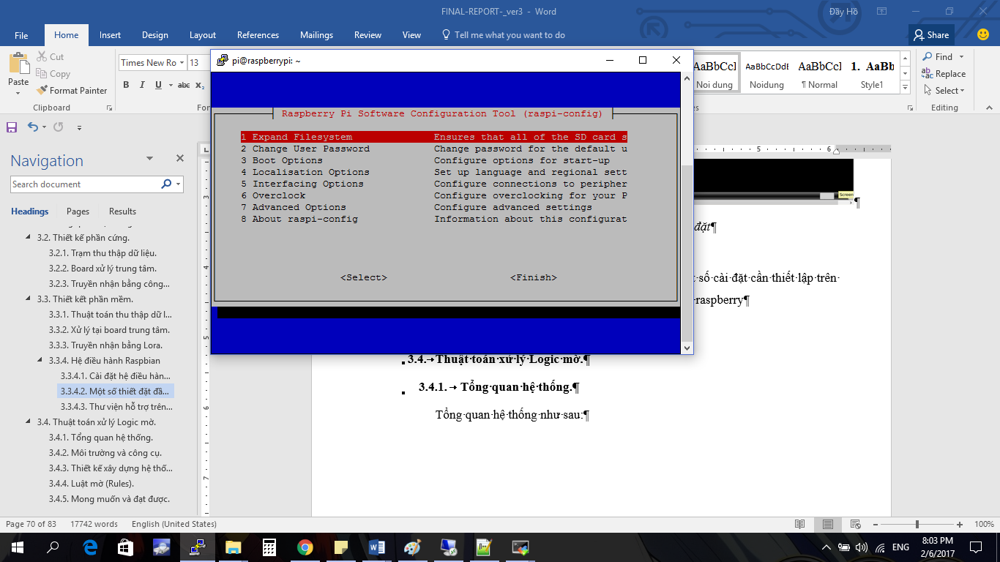 FINAL-REPORT-_ver3 - Word
Đây Hồ
File Home Insert Design Layout References Mailings Review View Tell me what you want to do Share
Cut
Copy
Format Painter
Paste
Clipboard
Times New Ro 13
B I U abc x₂
Fon
AaBbCcI AaBbCcDdE AaBbCcI 1. AaBb
Noi dung Noidung ¶ Normal Style1
es
Find
Replace
Select
Editing
pi@raspberrypi: ~
Raspberry Pi Software Configuration Tool (raspi-config)
1 Expand Filesystem Ensures that all of the SD card s
2 Change User Password Change password for the default u
3 Boot Options Configure options for start-up
4 Localisation Options Set up language and regional sett
5 Interfacing Options Configure connections to peripher
6 Overclock Configure overclocking for your P
7 Advanced Options Configure advanced settings
8 About raspi-config Information about this configurat
<Select> <Finish>
Navigation
Search document
Headings Pages Results
3.2. Thiết kế phần cứng.
3.2.1. Trạm thu thập dữ liệu.
3.2.2. Board xử lý trung tâm.
3.2.3. Truyền nhận bằng công...
3.3. Thiết kết phần mềm.
3.3.1. Thuật toán thu thập dữ l...
3.3.2. Xử lý tại board trung tâm.
3.3.3. Truyền nhận bằng Lora.
3.3.4. Hệ điều hành Raspbian
3.3.4.1. Cài đặt hệ điều hàn...
3.3.4.2. Một số thiết đặt đầ...
3.3.4.3. Thư viện hỗ trợ trên...
3.4. Thuật toán xử lý Logic mờ.
3.4.1. Tổng quan hệ thống.
3.4.2. Môi trường và công cụ.
3.4.3. Thiết kế xây dựng hệ thố...
3.4.4. Luật mờ (Rules).
3.4.5. Mong muốn và đạt được.
5 6
3
4
5
6
7
Screen
¶
đặt¶
t·số·cài·đặt·cần·thiết·lập·trên·
raspberry¶
3.4.→Thuật·toán·xử·lý·Logic·mờ.¶
3.4.1.→Tổng·quan·hệ·thống.¶
Tổng·quan·hệ·thống·như·sau:¶
Page 70 of 83 17742 words English (United States)
100%
ENG
8:03 PM
2/6/2017